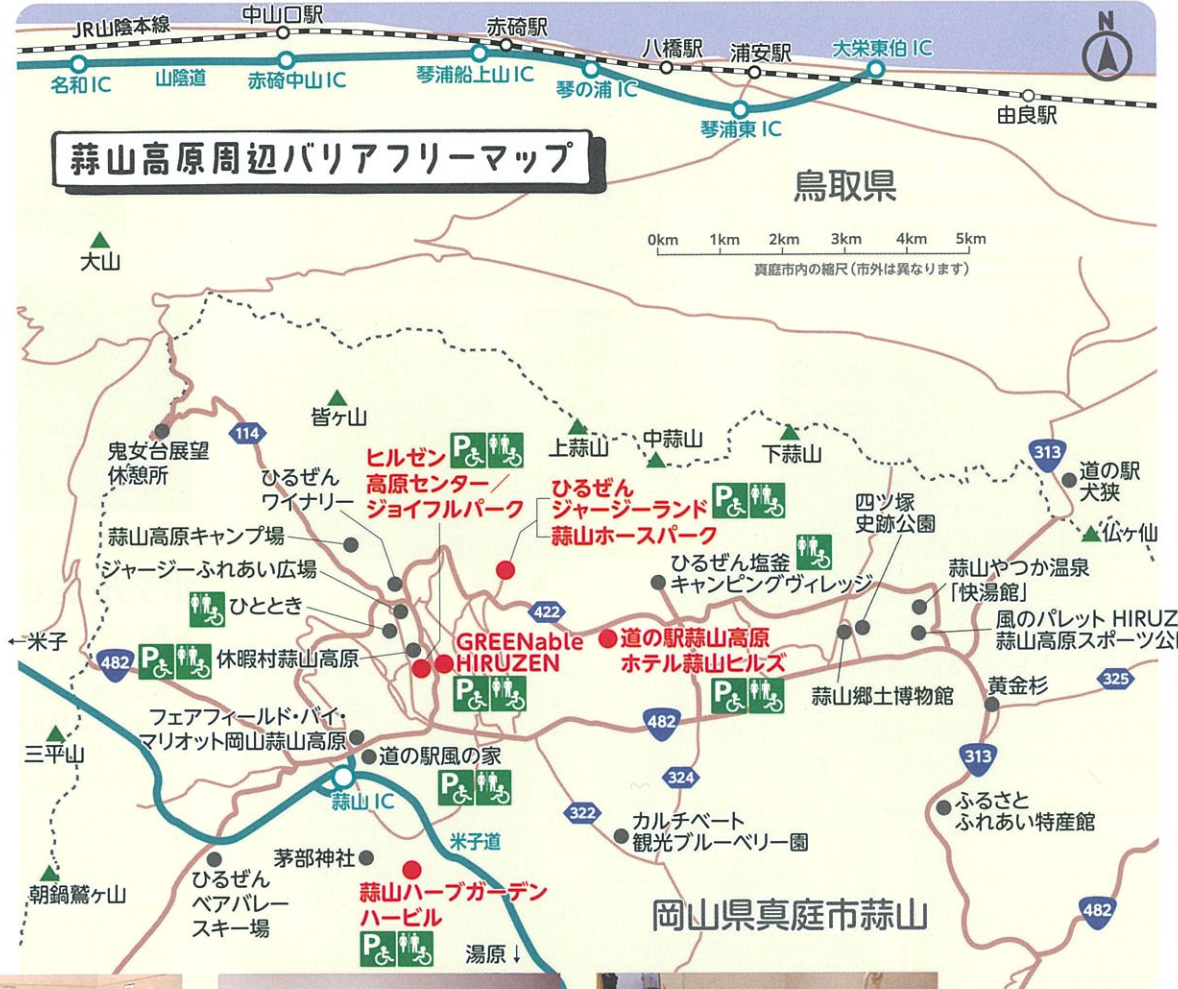 JR山陰本線
中山口駅
赤碕駅
八橋駅
浦安駅
大栄東伯 IC
N
名和 IC
山陰道
赤碕中山 IC
琴浦船上山 IC
琴の浦 IC
琴浦東 IC
由良駅
蒜山高原周辺バリアフリーマップ
鳥取県
0km 1km 2km 3km 4km 5km
真庭市内の縮尺(市外は異なります)
大山
皆ヶ山
上蒜山
中蒜山
下蒜山
鬼女台展望
休憩所
114
313
道の駅
犬狭
仏ヶ仙
ヒルゼン
高原センター/
ジョイフルパーク
P
ひるぜん
ワイナリー
ひるぜん
ジャージーランド
蒜山ホースパーク
P
四ツ塚
史跡公園
蒜山高原キャンプ場
ジャージーふれあい広場
ひるぜん塩釜
キャンピングヴィレッジ
蒜山やつか温泉
「快湯館」
ひととき
422
風のパレット HIRUZ
蒜山高原スポーツ公
←米子
482
P
休暇村蒜山高原
GREENable
HIRUZEN
P
道の駅蒜山高原
ホテル蒜山ヒルズ
P
蒜山郷土博物館
黄金杉
325
フェアフィールド・バイ・
マリオット岡山蒜山高原
482
三平山
道の駅風の家
P
蒜山 IC
324
313
322
カルチベート
観光ブルーベリー園
ふるさと
ふれあい特産館
米子道
茅部神社
朝鍋鷲ヶ山
ひるぜん
ベアバレー
スキー場
蒜山ハーブガーデン
ハービル
P
湯原↓
岡山県真庭市蒜山
482